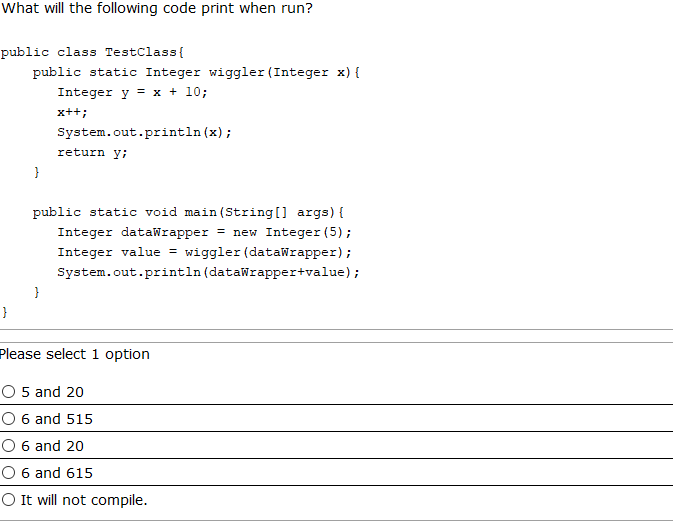 What will the following code print when run?
public class TestClass{
public static Integer wiggler(Integer x){
Integer y = x + 10;
x++;
System.out.println(x);
return y;
}
public static void main(String[] args){
Integer dataWrapper = new Integer(5);
Integer value = wiggler(dataWrapper);
System.out.println(dataWrapper+value);
}
}
Please select 1 option
5 and 20
6 and 515
6 and 20
6 and 615
It will not compile.